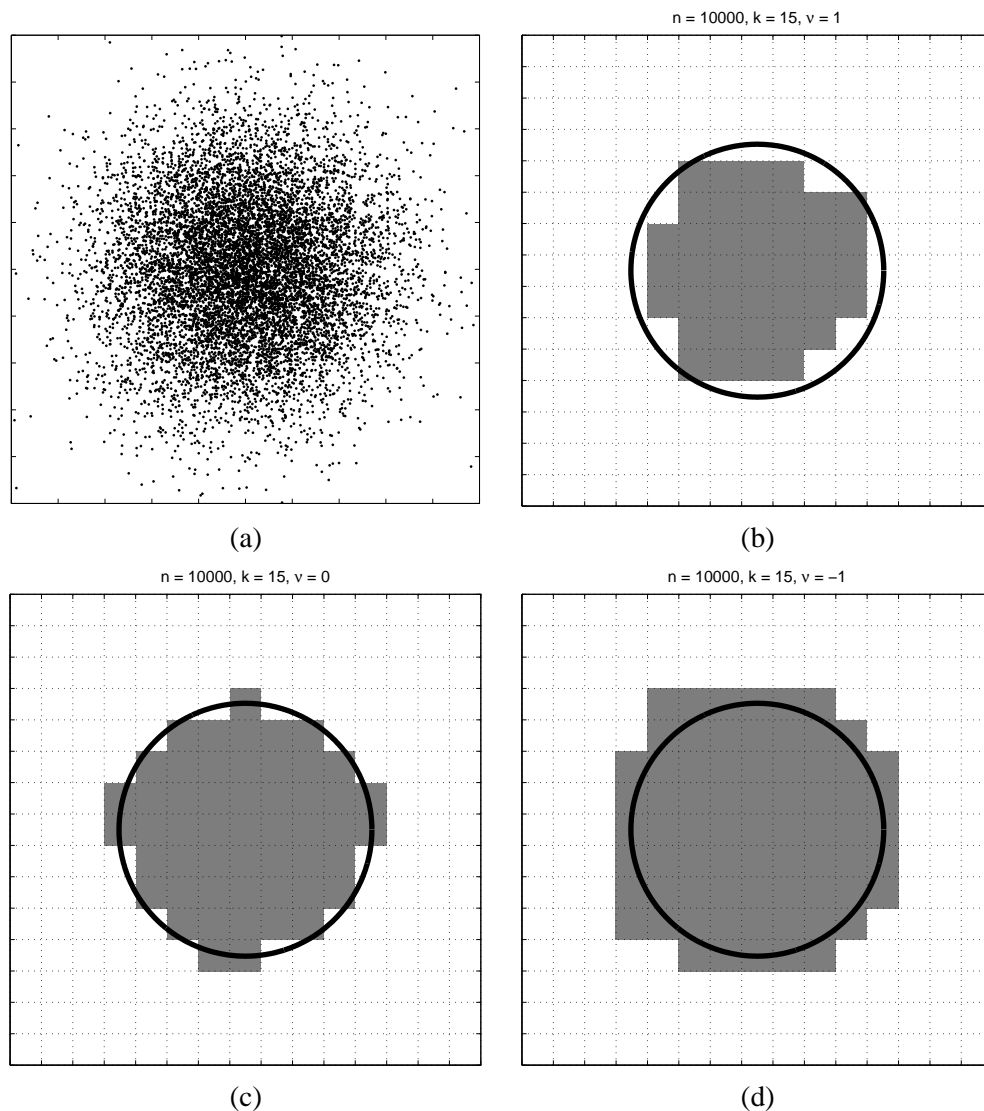 n = 10000, k = 15, ν = 1
(a)
(b)
n = 10000, k = 15, ν = 0
n = 10000, k = 15, ν = −1
(c)
(d)